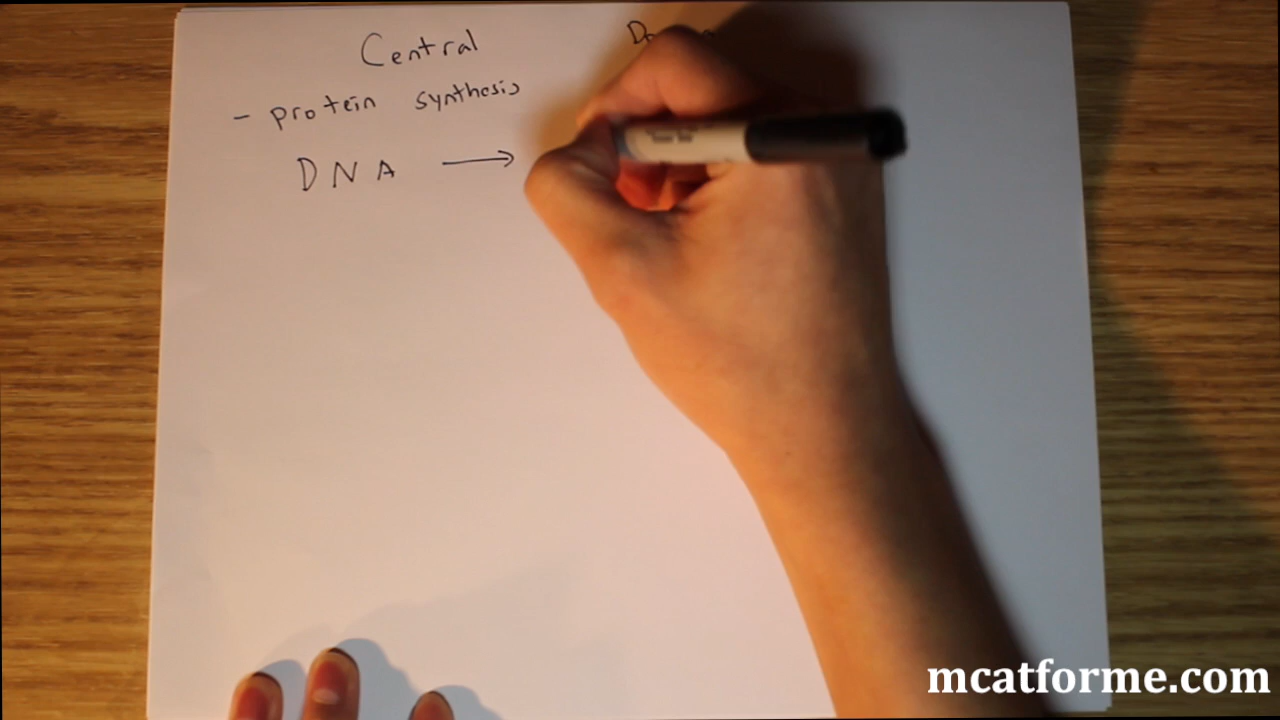 Central
- protein synthesis
DNA →
mcatforme.com